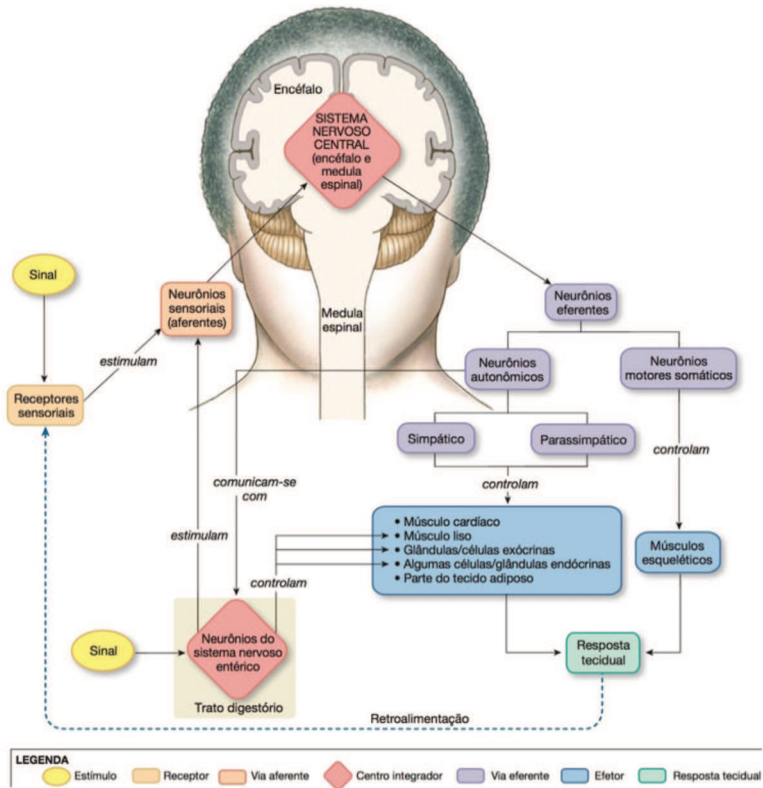 Encéfalo
SISTEMA
NERVOSO
CENTRAL
(encéfalo e
medula
espinal)
Sinal
Neurônios
sensoriais
(aferentes)
Medula
espinal
Neurônios
eferentes
estimulam
Receptores
sensoriais
Neurônios
autonômicos
Neurônios
motores somáticos
Simpático
Parassimpático
controlam
controlam
comunicam-se
com
estimulam
controlam
• Músculo cardíaco
• Músculo liso
• Glândulas/células exócrinas
• Algumas células/glândulas endócrinas
• Parte do tecido adiposo
Músculos
esqueléticos
Sinal
Neurônios do
sistema nervoso
entérico
Trato digestório
Resposta
tecidual
Retroalimentação
LEGENDA
Estímulo
Receptor
Via aferente
Centro integrador
Via eferente
Efetor
Resposta tecidual